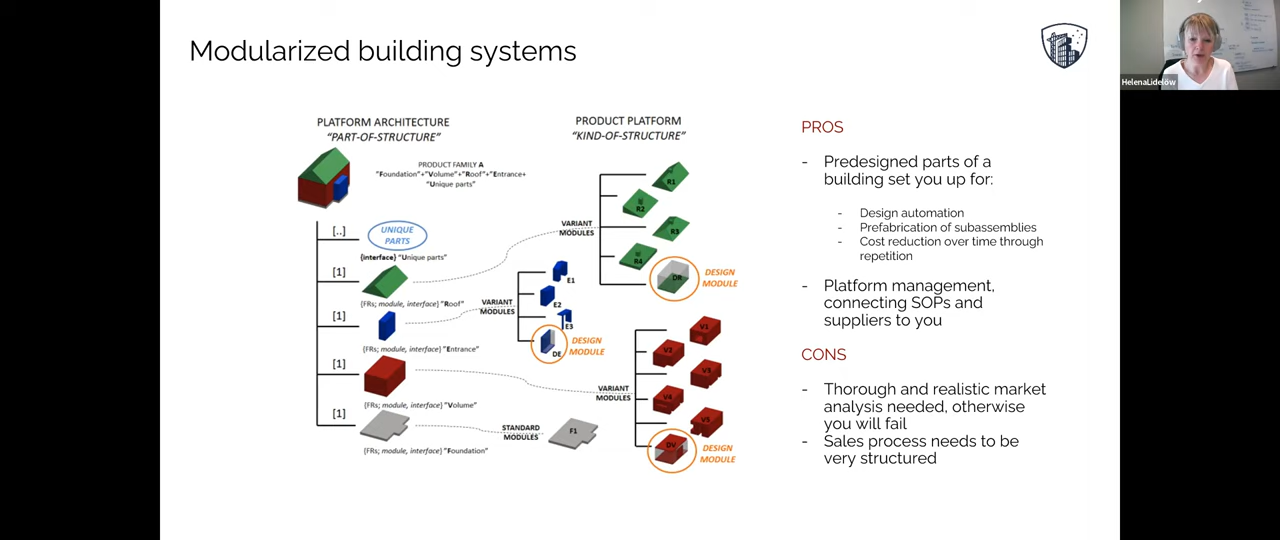 Modularized building systems
HelenaLidelöw
PLATFORM ARCHITECTURE
"PART-OF-STRUCTURE"
PRODUCT FAMILY A
"Foundation"+"Volume"+"Roof"+"Entrance+
"Unique parts"
[..]
UNIQUE
PARTS
{interface} "Unique parts"
[1]
{FRs; module, interface} "Roof"
[1]
{FRs; module, interface} "Entrance"
[1]
{FRs; module, interface} "Volume"
[1]
{FRs; module, interface} "Foundation"
PRODUCT PLATFORM
"KIND-OF-STRUCTURE"
VARIANT
MODULES
R1
R2
R3
R4
DR
DESIGN
MODULE
VARIANT
MODULES
E1
E2
E3
DE
DESIGN
MODULE
VARIANT
MODULES
V1
V2
V3
V4
V5
DV
DESIGN
MODULE
STANDARD
MODULES
F1
PROS
- Predesigned parts of a
building set you up for:
- Design automation
- Prefabrication of subassemblies
- Cost reduction over time through
repetition
- Platform management,
connecting SOPs and
suppliers to you
CONS
- Thorough and realistic market
analysis needed, otherwise
you will fail
- Sales process needs to be
very structured